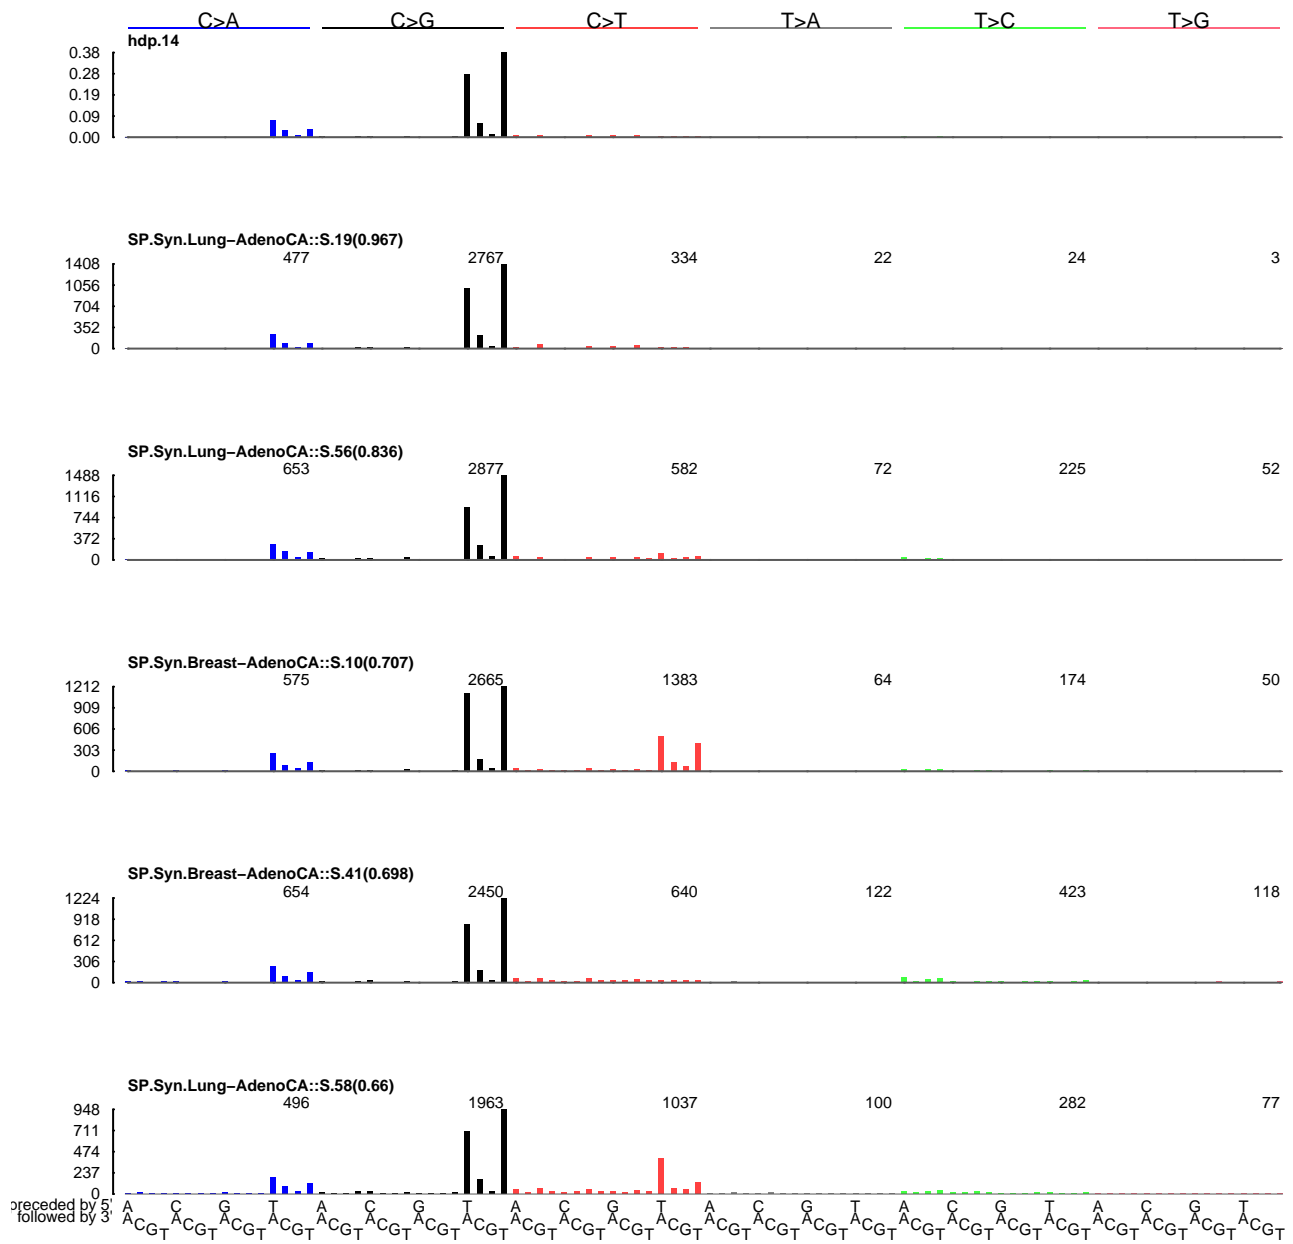 C>A C>G C>T T>A T>C T>G
hdp.14
0.38
0.28
0.19
0.09
0.00
SP.Syn.Lung−AdenoCA::S.19(0.967)
477 2767 334 22 24 3
1408
1056
704
352
0
SP.Syn.Lung−AdenoCA::S.56(0.836)
653 2877 582 72 225 52
1488
1116
744
372
0
SP.Syn.Breast−AdenoCA::S.10(0.707)
575 2665 1383 64 174 50
1212
909
606
303
0
SP.Syn.Breast−AdenoCA::S.41(0.698)
654 2450 640 122 423 118
1224
918
612
306
0
SP.Syn.Lung−AdenoCA::S.58(0.66)
496 1963 1037 100 282 77
948
711
474
237
0
preceded by 5' A C G T A C G T A C G T A C G T A C G T A C G T
followed by 3' A C G T A C G T A C G T A C G T A C G T A C G T A C G T A C G T A C G T A C G T A C G T A C G T A C G T A C G T A C G T A C G T A C G T A C G T A C G T A C G T A C G T A C G T A C G T A C G T